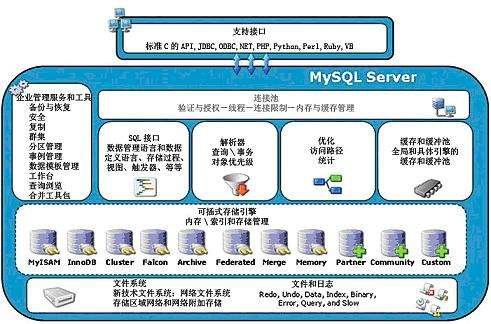 支持接口
标准 C 的 API,JDBC,ODBC,NET,PHP,Python,Perl,Ruby,VB
MySQL Server
企业管理服务和工具
备份与恢复
安全
复制
群集
分区管理
事例管理
数据模板管理
工作台
查询浏览
合并工具包
连接池
验证与授权—线程—连接限制—内存与缓存管理
SQL 接口
数据管理语言和数据
定义语言、存储过程、
视图、触发器、等等
解析器
查询\事务
对象优先级
优化
访问路径
统计
缓存和缓冲池
全局和具体引擎的
缓存和缓冲池
可插式存储引擎
内存\索引和存储管理
MyISAM InnoDB Cluster Falcon Archive Federated Merge Memory Partner Community Custom
文件系统
新技术文件系统；网络文件系统
存储区域网络和网络附加存储
文件和日志
Redo, Undo, Data, Index, Binary,
Error, Query, and Slow